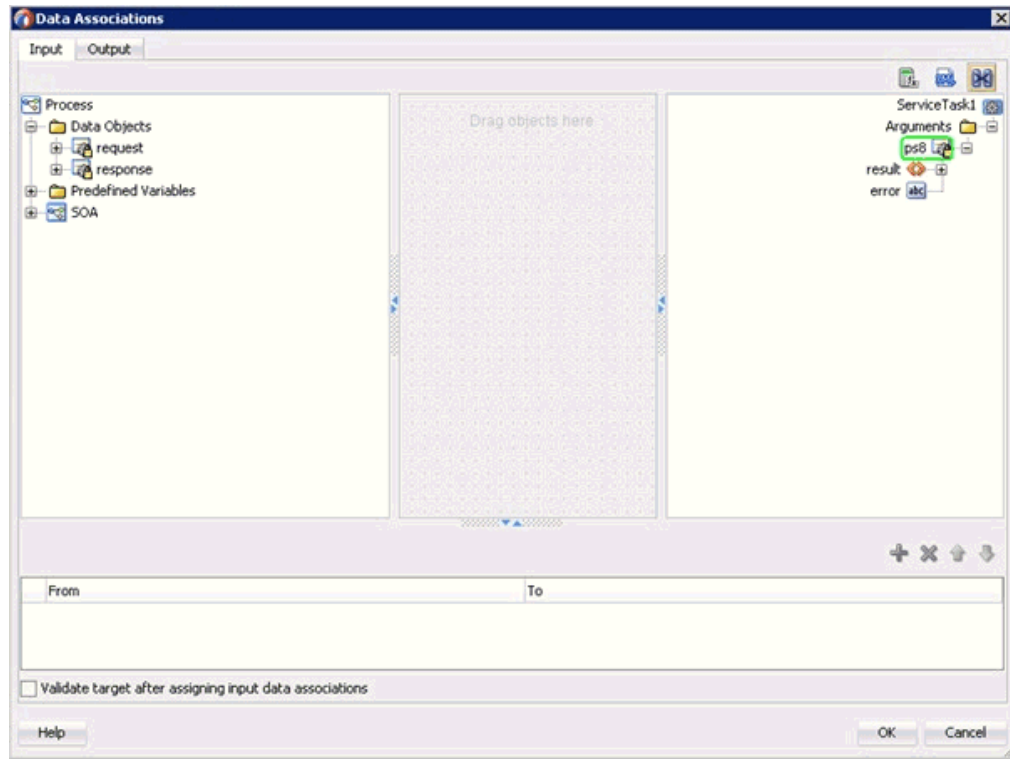 Data Associations
Input Output
Process
Data Objects
request
response
Predefined Variables
SOA
Drag objects here
ServiceTask1
Arguments
ps8
result
error abc
From To
Validate target after assigning input data associations
Help OK Cancel